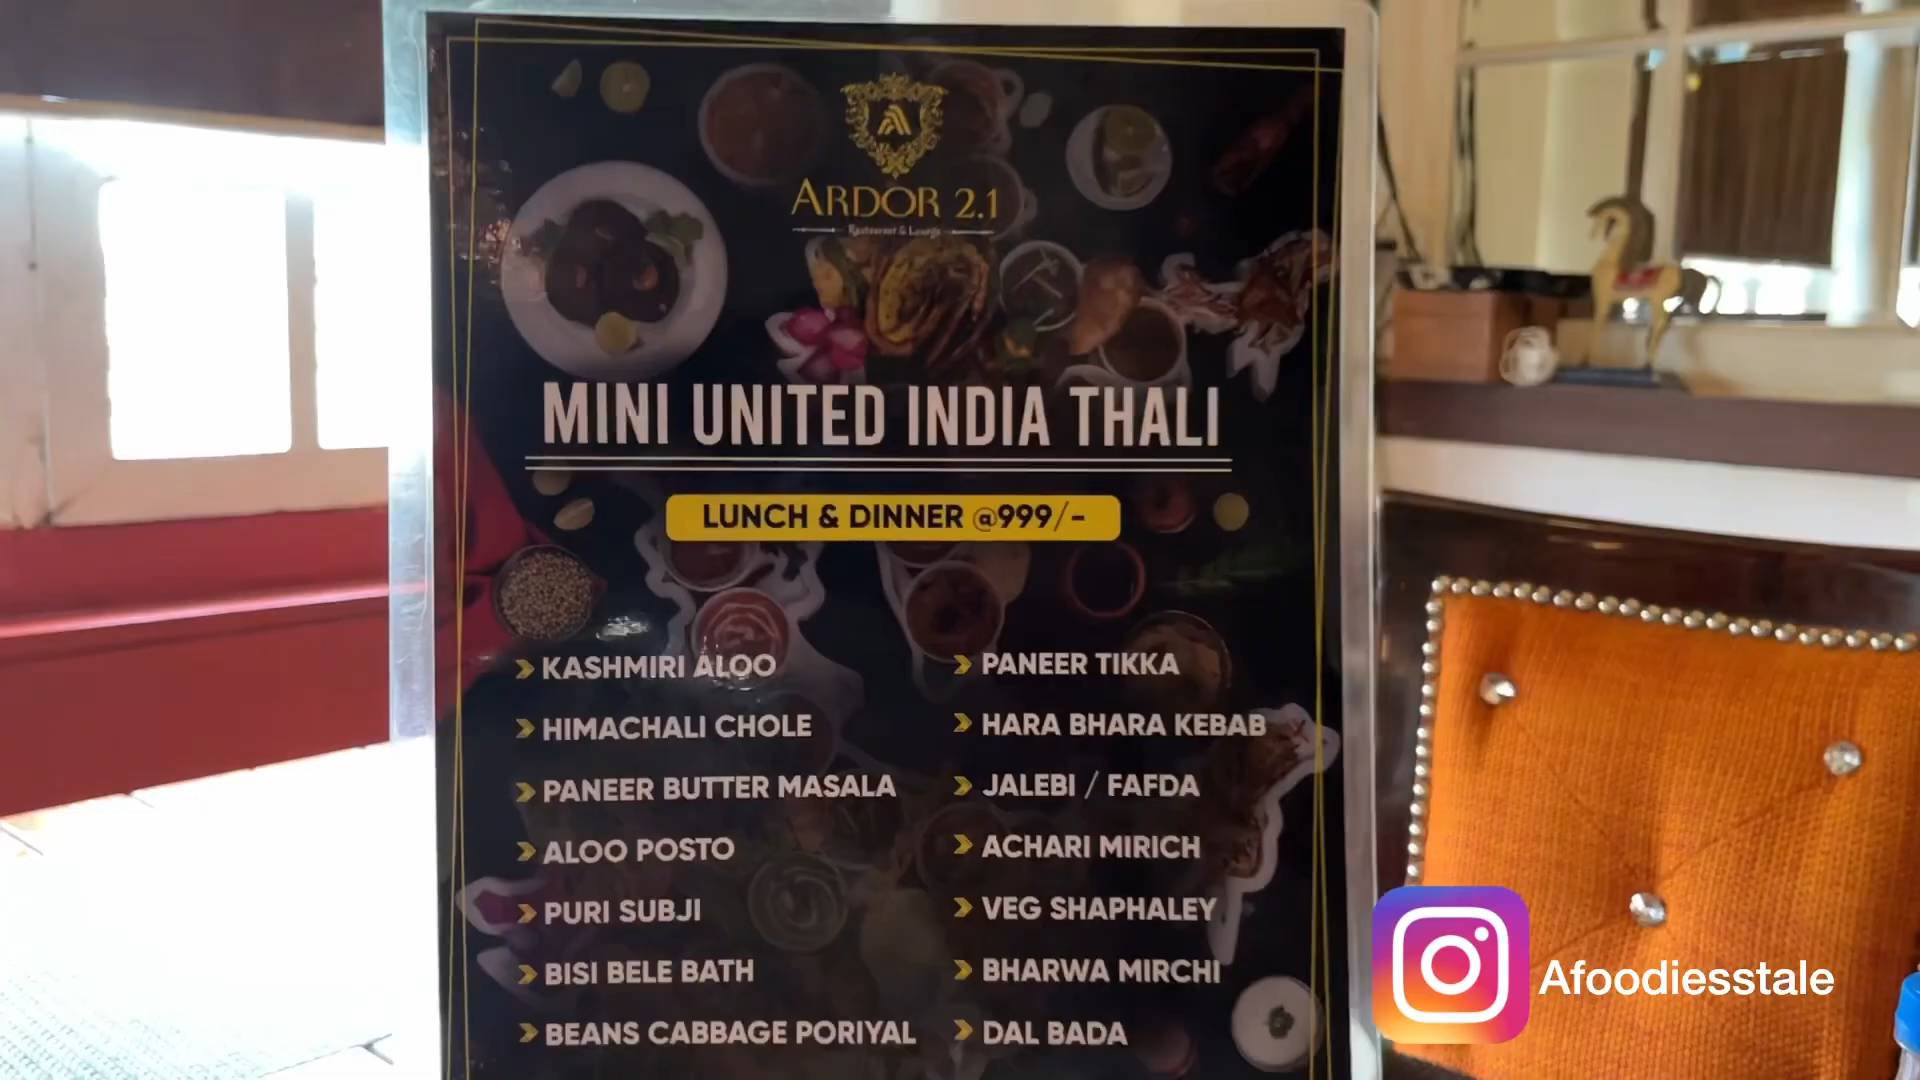 ARDOR 2.1
Restaurant & Lounge
MINI UNITED INDIA THALI
LUNCH & DINNER @999/-
KASHMIRI ALOO
HIMACHALI CHOLE
PANEER BUTTER MASALA
ALOO POSTO
PURI SUBJI
BISI BELE BATH
BEANS CABBAGE PORIYAL
PANEER TIKKA
HARA BHARA KEBAB
JALEBI / FAFDA
ACHARI MIRICH
VEG SHAPHALEY
BHARWA MIRCHI
DAL BADA
Afoodiesstale